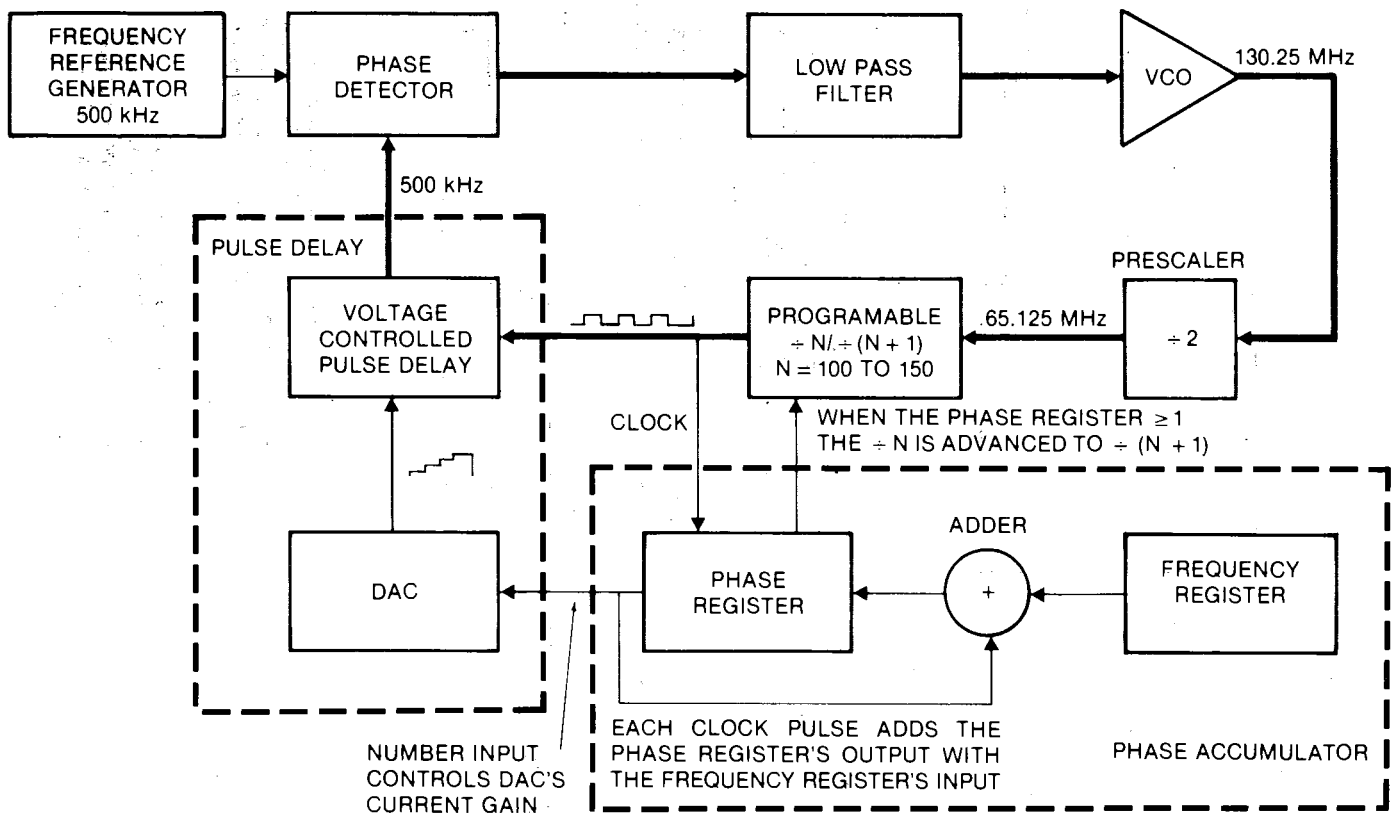 FREQUENCY
REFERENCE
GENERATOR
500 kHz
PHASE
DETECTOR
LOW PASS
FILTER
VCO
130.25 MHz
500 kHz
PULSE DELAY
VOLTAGE
CONTROLLED
PULSE DELAY
PROGRAMABLE
÷ N/ ÷ (N + 1)
N = 100 TO 150
65.125 MHz
PRESCALER
÷ 2
CLOCK
WHEN THE PHASE REGISTER ≥ 1
THE ÷ N IS ADVANCED TO ÷ (N + 1)
DAC
PHASE
REGISTER
ADDER
+
FREQUENCY
REGISTER
NUMBER INPUT
CONTROLS DAC'S
CURRENT GAIN
EACH CLOCK PULSE ADDS THE
PHASE REGISTER'S OUTPUT WITH
THE FREQUENCY REGISTER'S INPUT
PHASE ACCUMULATOR